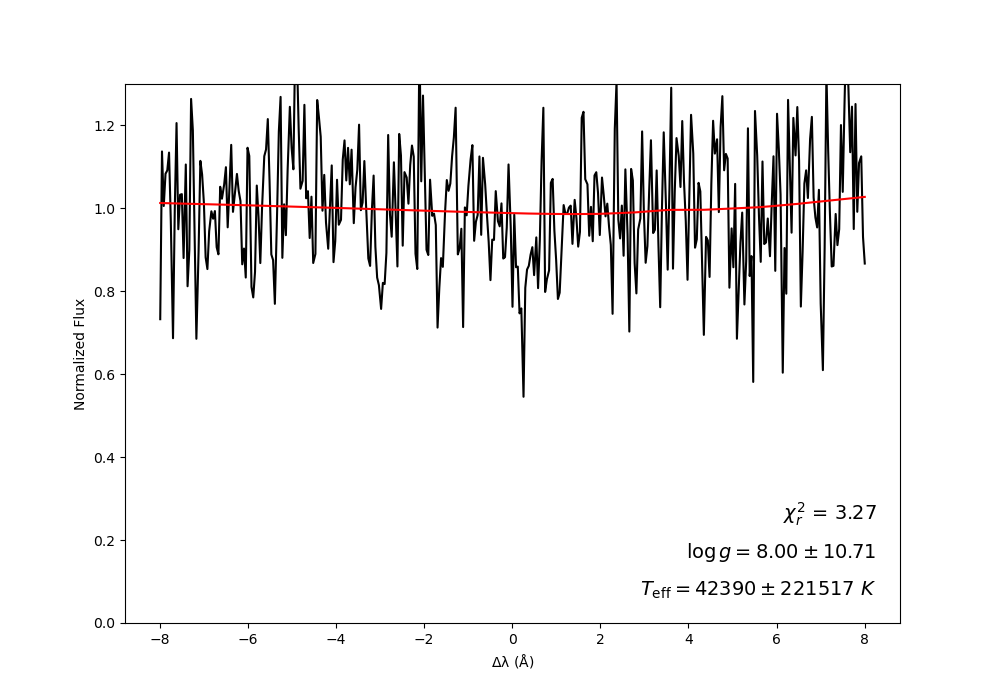 Normalized Flux
1.2
1.0
0.8
0.6
0.4
0.2
0.0
χ²ᵣ = 3.27
log g = 8.00 ± 10.71
T_eff = 42390 ± 221517 K
−8 −6 −4 −2 0 2 4 6 8
Δλ (Å)